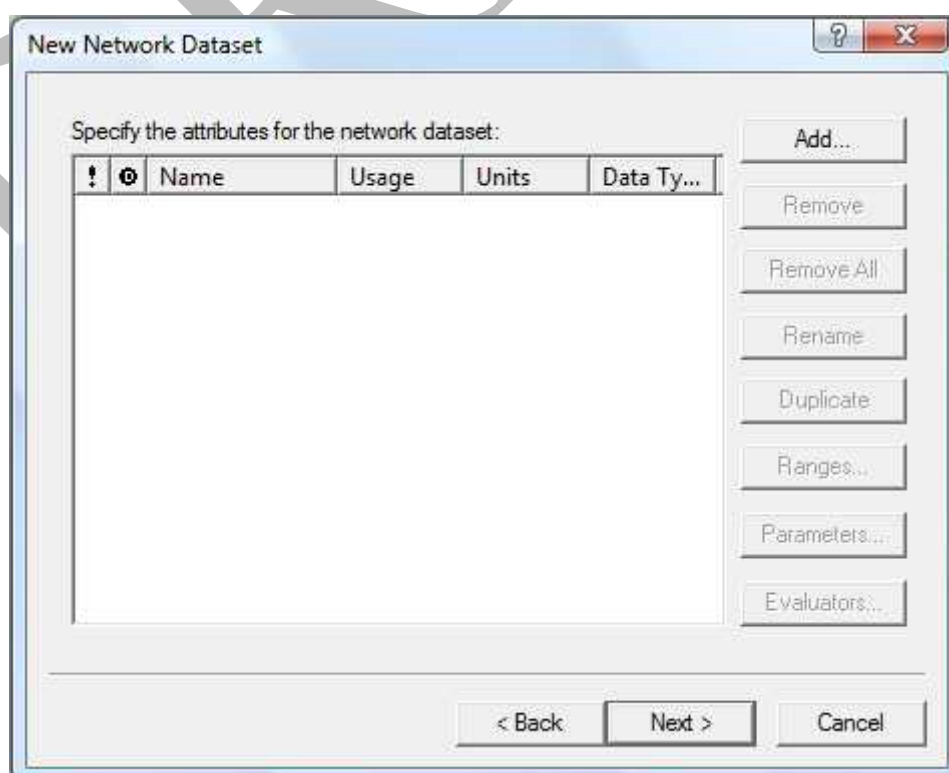 New Network Dataset
Specify the attributes for the network dataset:
! Name Usage Units Data Ty...
Add...
Remove
Remove All
Rename
Duplicate
Ranges...
Parameters...
Evaluators...
< Back Next > Cancel